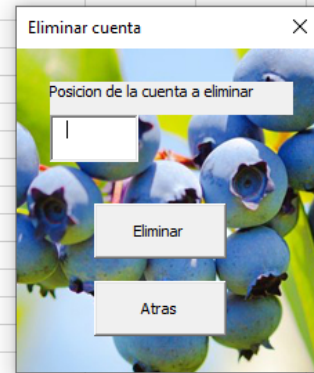 Eliminar cuenta
Posicion de la cuenta a eliminar
Eliminar
Atras